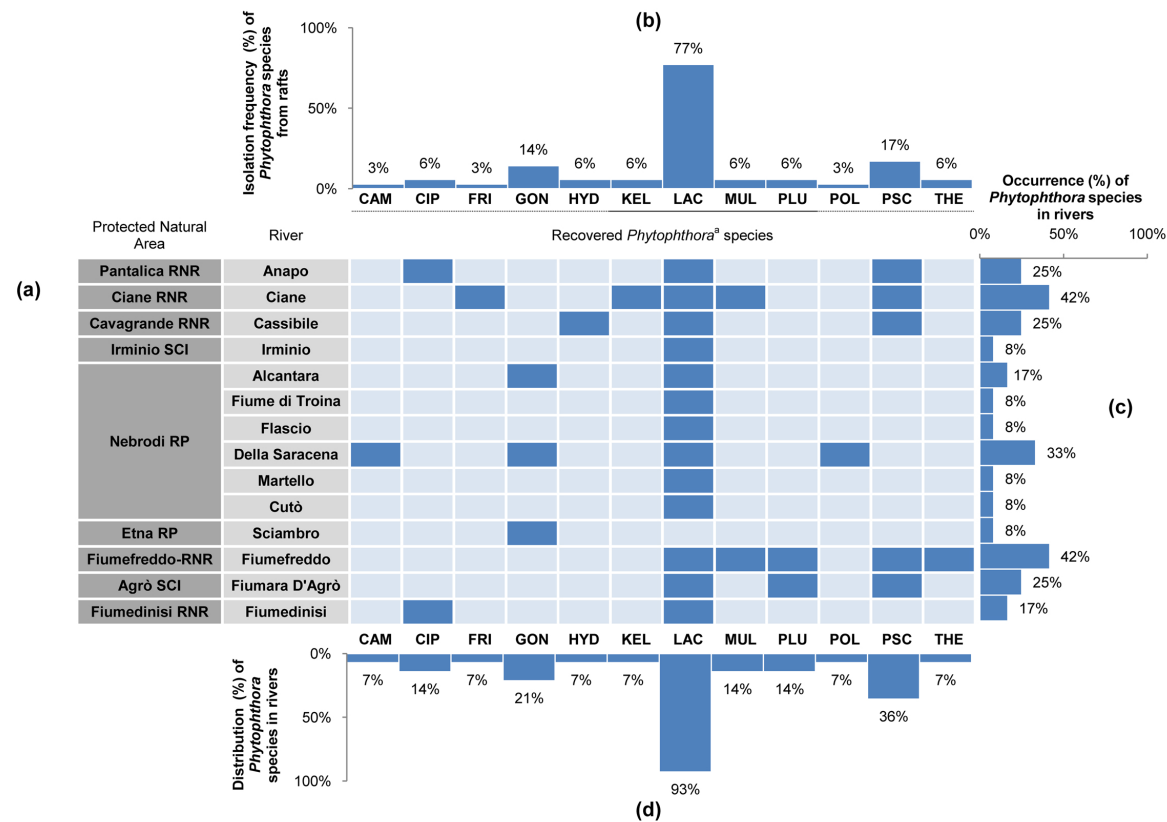 (b)
Isolation frequency (%) of
Phytophthora species
from rafts
100%
50%
0%
3%
6%
3%
14%
6%
6%
77%
6%
6%
3%
17%
6%
CAM CIP FRI GON HYD KEL LAC MUL PLU POL PSC THE
Occurrence (%) of
Phytophthora species
in rivers
0% 50% 100%
Protected Natural
Area
River
Recovered Phytophthoraª species
(a)
Pantalica RNR Anapo 25%
Ciane RNR Ciane 42%
Cavagrande RNR Cassibile 25%
Irminio SCI Irminio 8%
Alcantara 17%
Fiume di Troina 8%
(c)
Flascio 8%
Nebrodi RP
Della Saracena 33%
Martello 8%
Cutò 8%
Etna RP Sciambro 8%
Fiumefreddo-RNR Fiumefreddo 42%
Agrò SCI Fiumara D'Agrò 25%
Fiumedinisi RNR Fiumedinisi 17%
CAM CIP FRI GON HYD KEL LAC MUL PLU POL PSC THE
Distribution (%) of
Phytophthora
species in rivers
0%
50%
100%
7%
14%
7%
21%
7%
7%
93%
14%
14%
7%
36%
7%
(d)